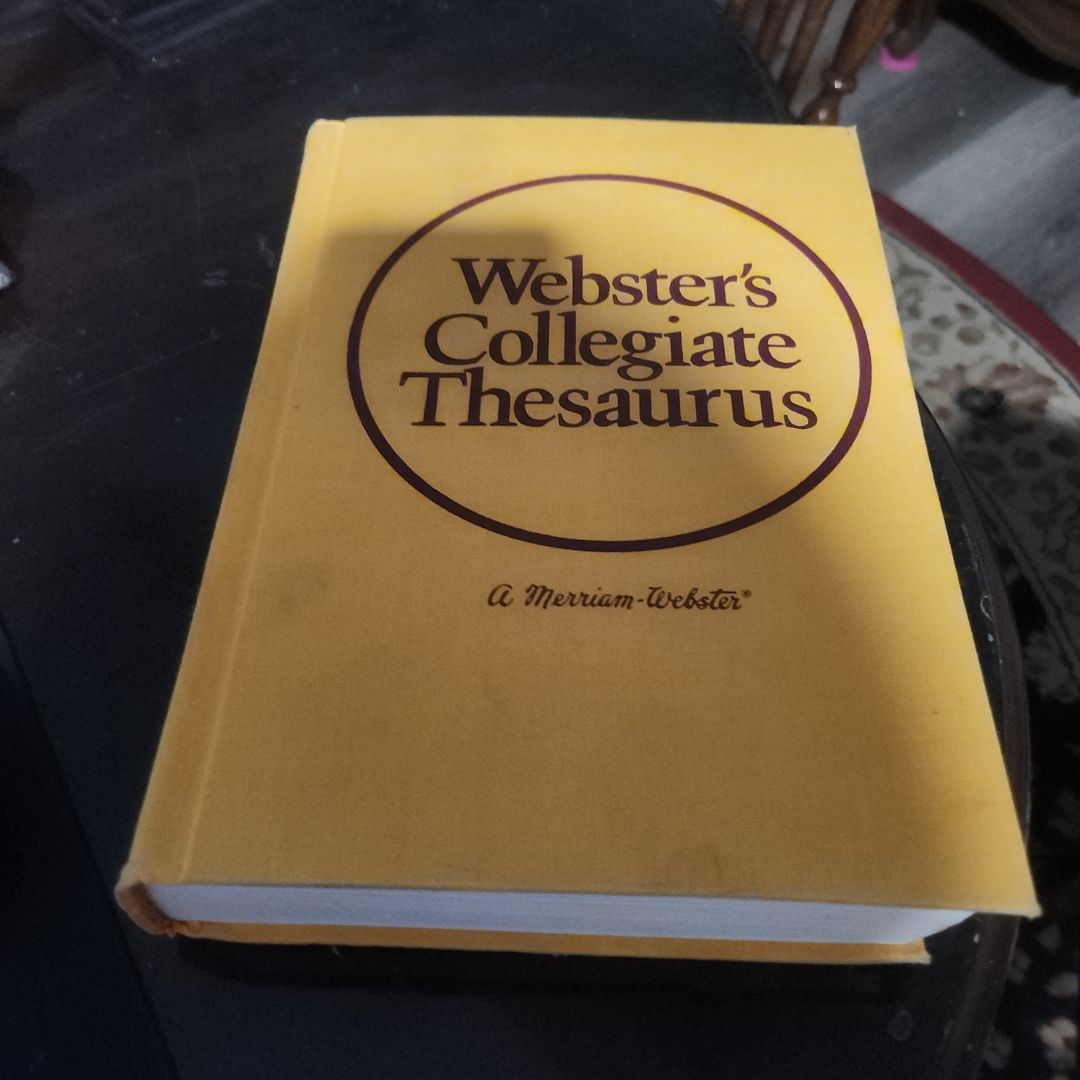 Webster's
Collegiate
Thesaurus
A Merriam-Webster®